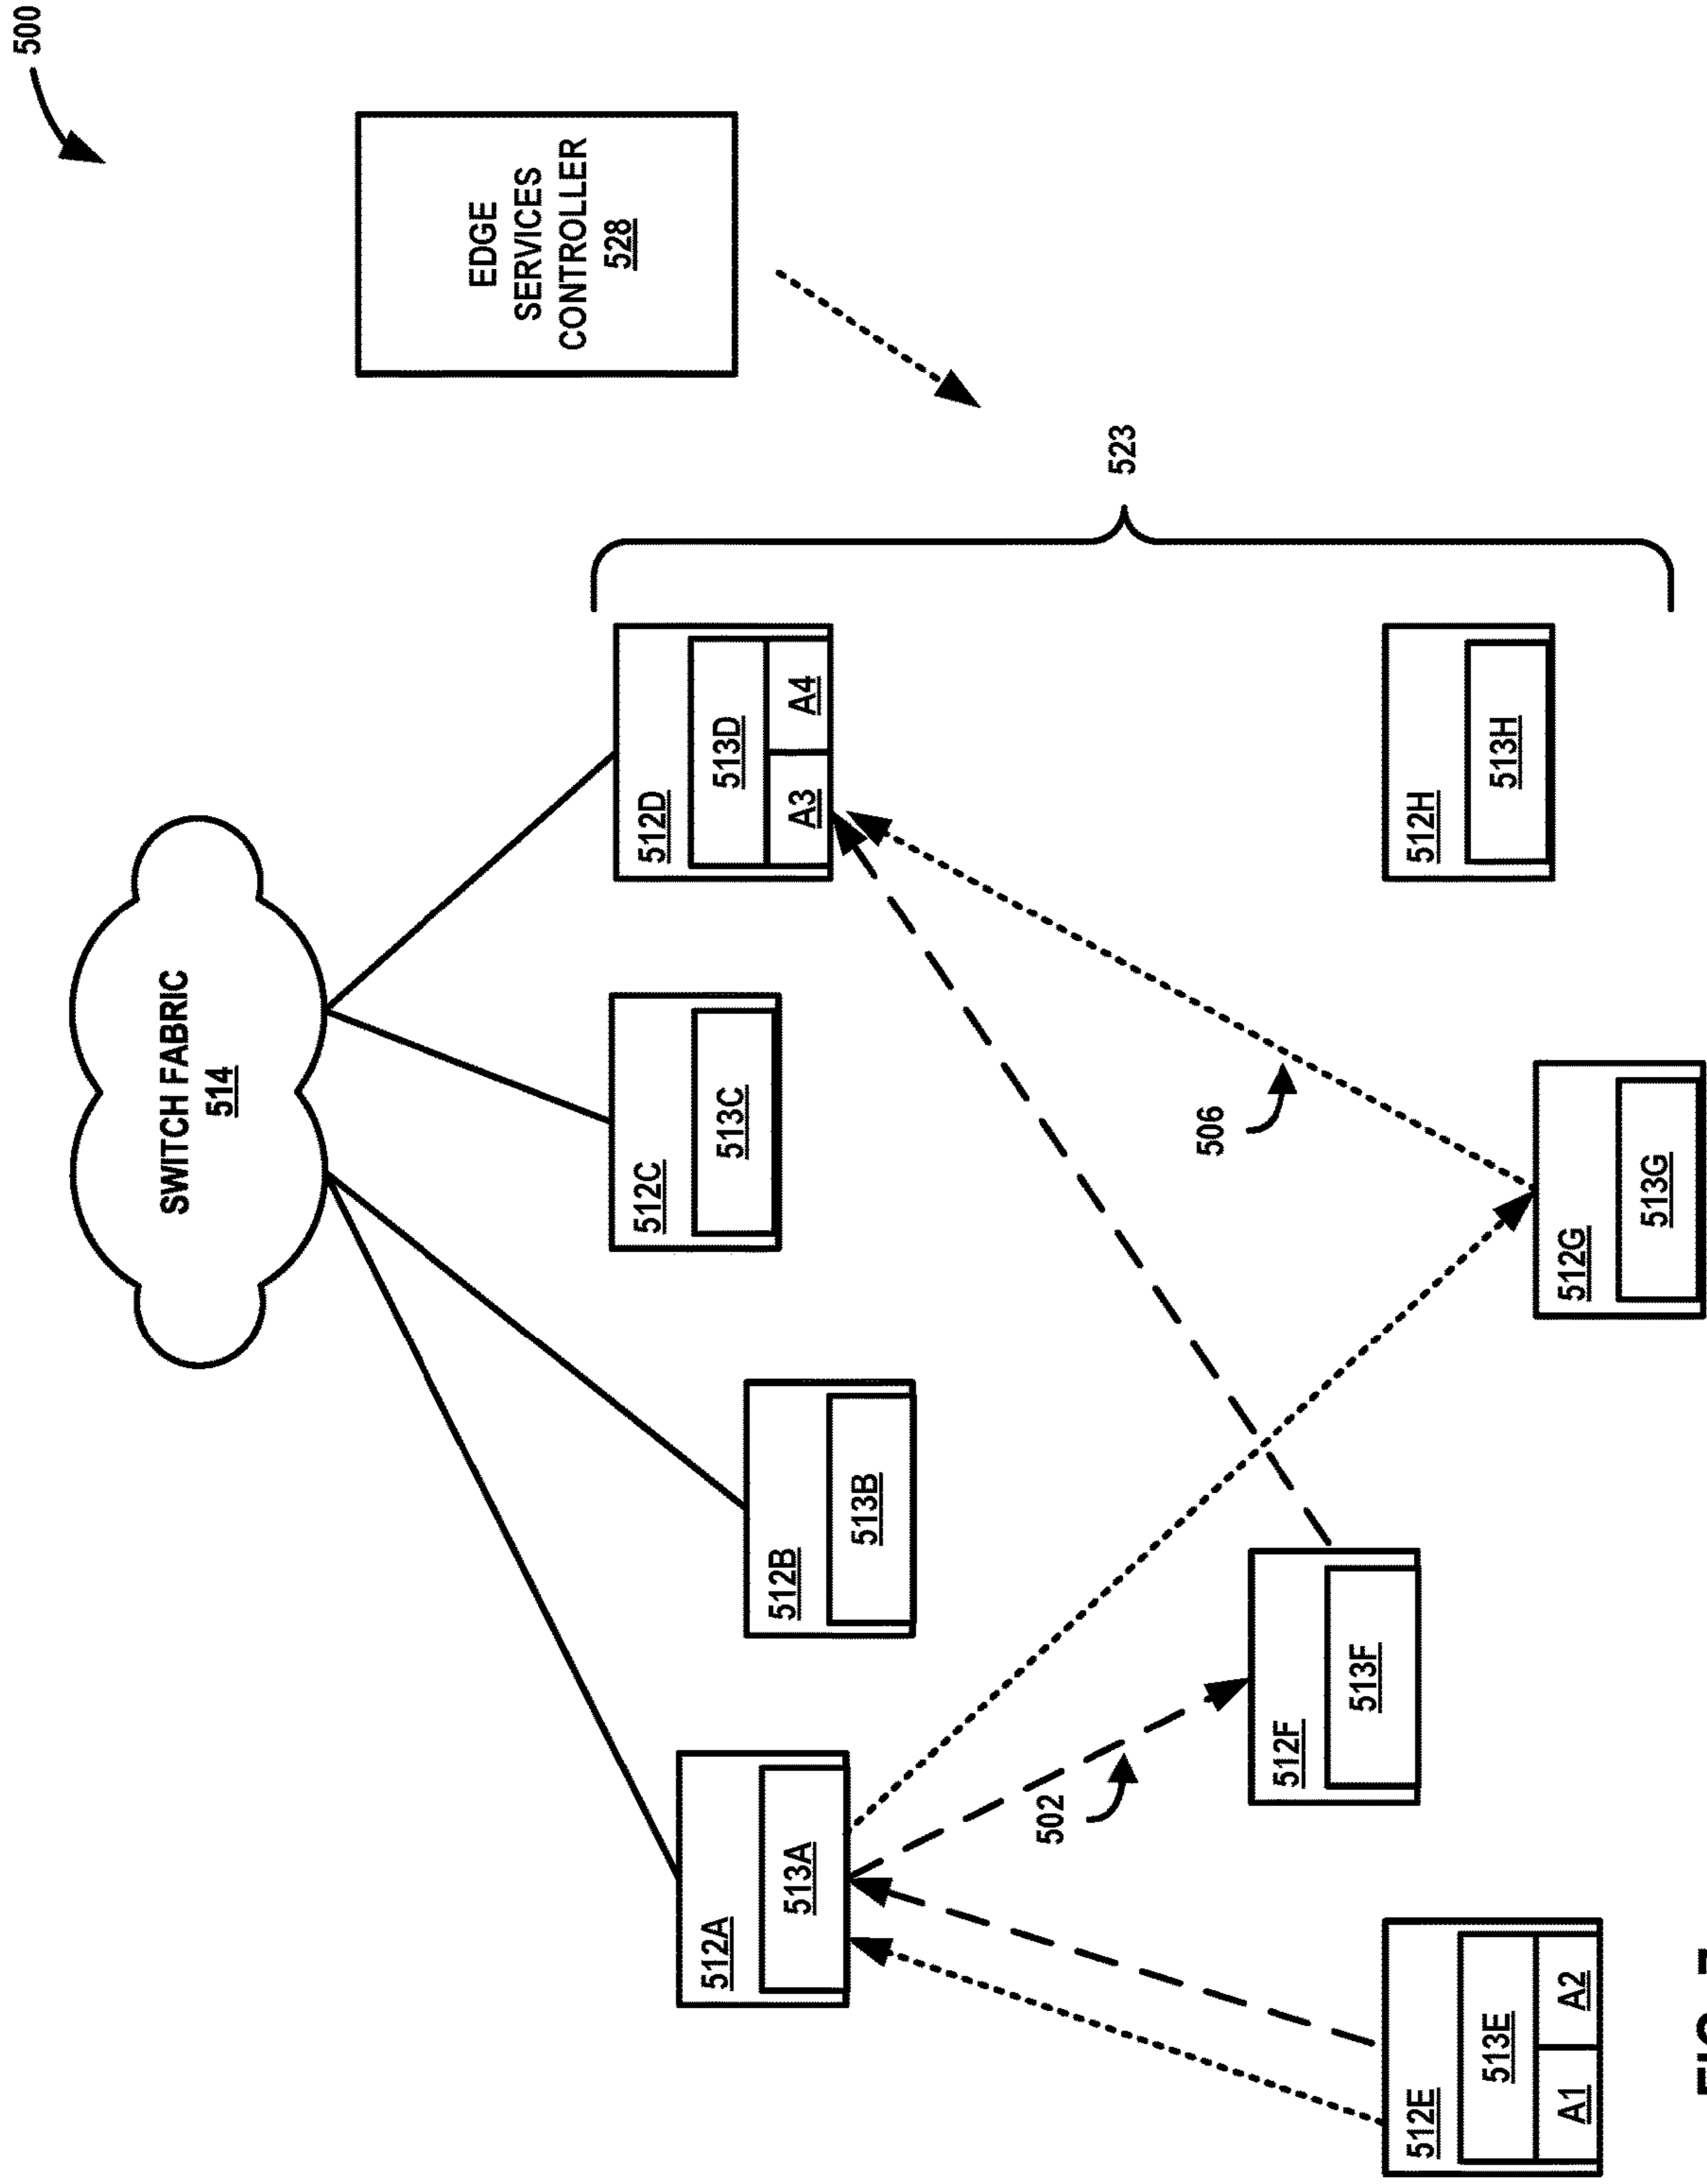 500
SWITCH FABRIC
514
EDGE
SERVICES
CONTROLLER
528
512A
513A
512B
513B
512C
513C
512D
513D
A3
A4
523
502
506
512E
513E
A1
A2
512F
513F
512G
513G
512H
513H